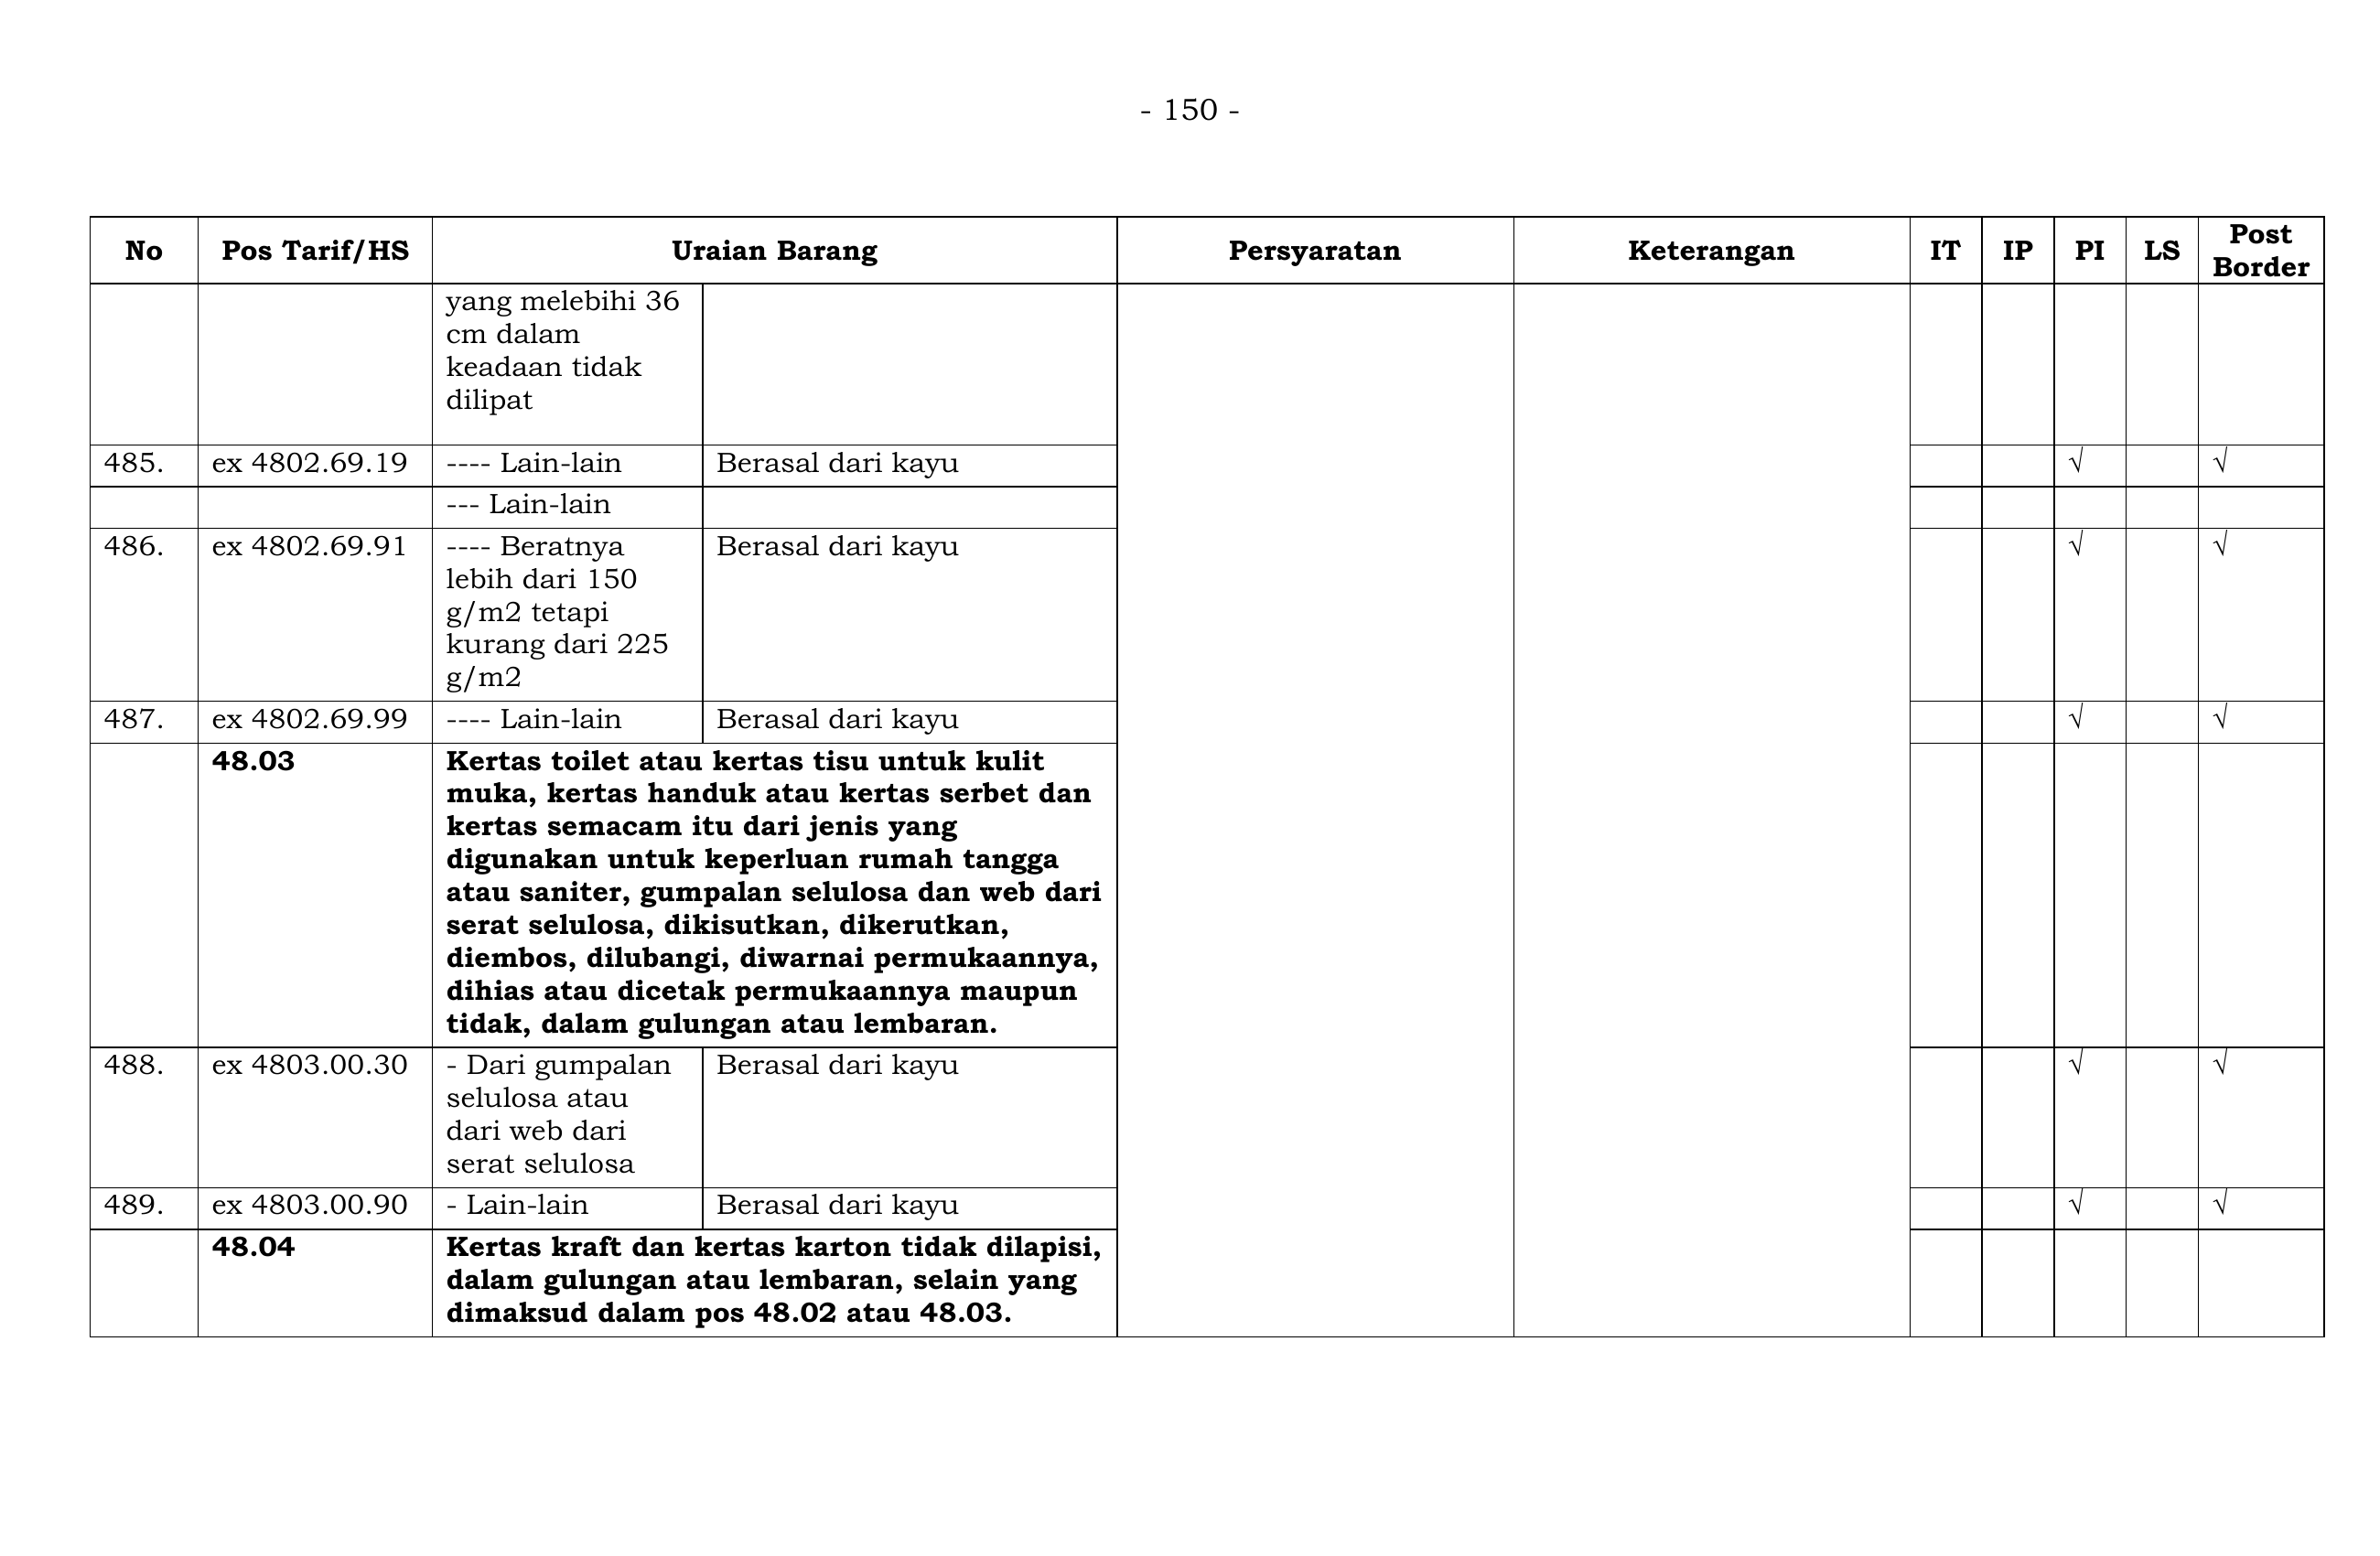 - 150 -
No Pos Tarif/HS Uraian Barang Persyaratan Keterangan IT IP PI LS Post Border
yang melebihi 36
cm dalam
keadaan tidak
dilipat
485. ex 4802.69.19 ---- Lain-lain Berasal dari kayu √ √
--- Lain-lain
486. ex 4802.69.91 ---- Beratnya Berasal dari kayu √ √
lebih dari 150
g/m2 tetapi
kurang dari 225
g/m2
487. ex 4802.69.99 ---- Lain-lain Berasal dari kayu √ √
48.03 Kertas toilet atau kertas tisu untuk kulit
muka, kertas handuk atau kertas serbet dan
kertas semacam itu dari jenis yang
digunakan untuk keperluan rumah tangga
atau saniter, gumpalan selulosa dan web dari
serat selulosa, dikisutkan, dikerutkan,
diembos, dilubangi, diwarnai permukaannya,
dihias atau dicetak permukaannya maupun
tidak, dalam gulungan atau lembaran.
488. ex 4803.00.30 - Dari gumpalan Berasal dari kayu √ √
selulosa atau
dari web dari
serat selulosa
489. ex 4803.00.90 - Lain-lain Berasal dari kayu √ √
48.04 Kertas kraft dan kertas karton tidak dilapisi,
dalam gulungan atau lembaran, selain yang
dimaksud dalam pos 48.02 atau 48.03.